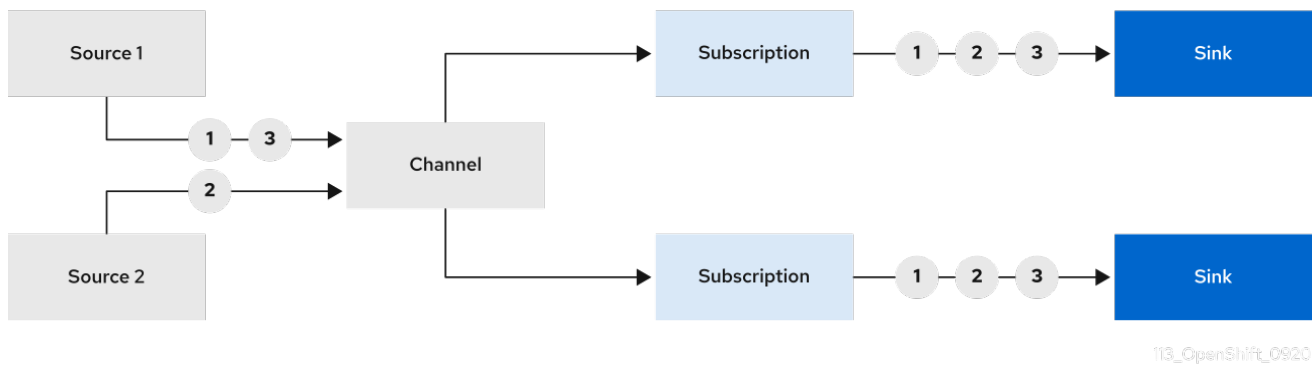 Source 1
Subscription
1 2 3
Sink
1 3
Channel
2
Source 2
Subscription
1 2 3
Sink
113_OpenShift_0920